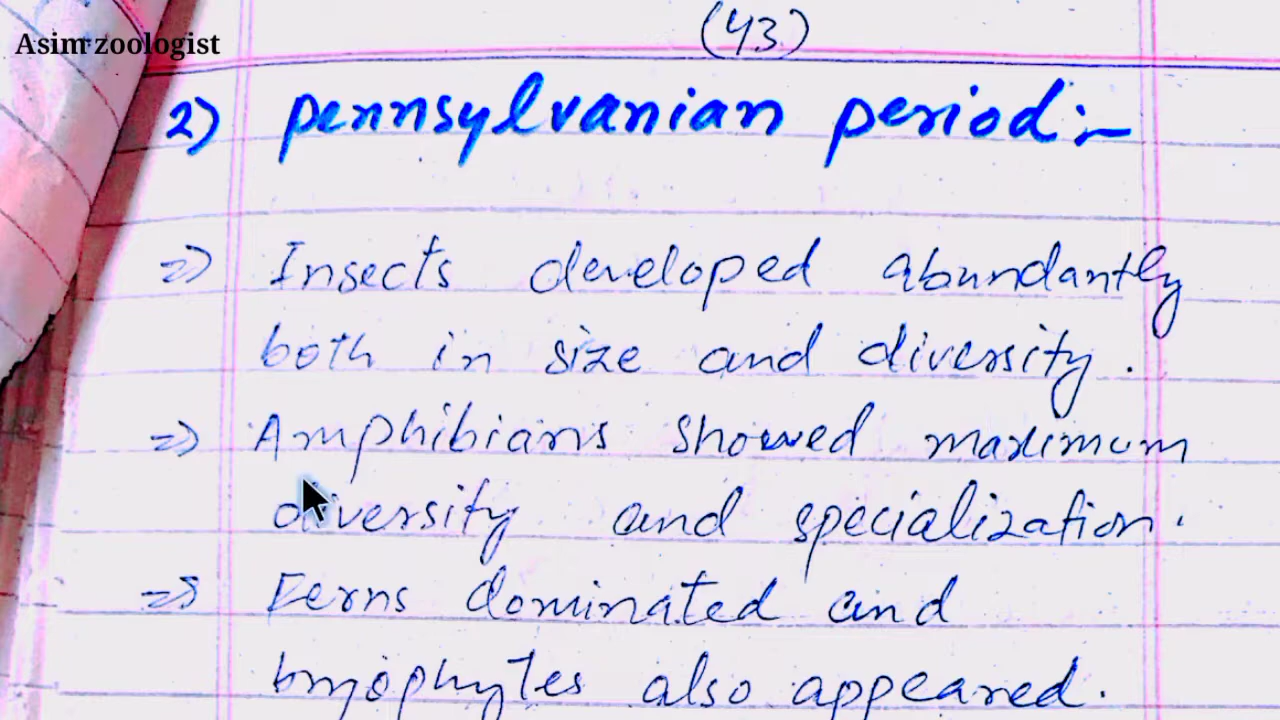 (43)
Asim zoologist
2) Pennsylvanian period:-
=> Insects developed abundantly
both in size and diversity.
=> Amphibians showed maximum
diversity and specialization.
=> Ferns dominated and
bryophytes also appeared.